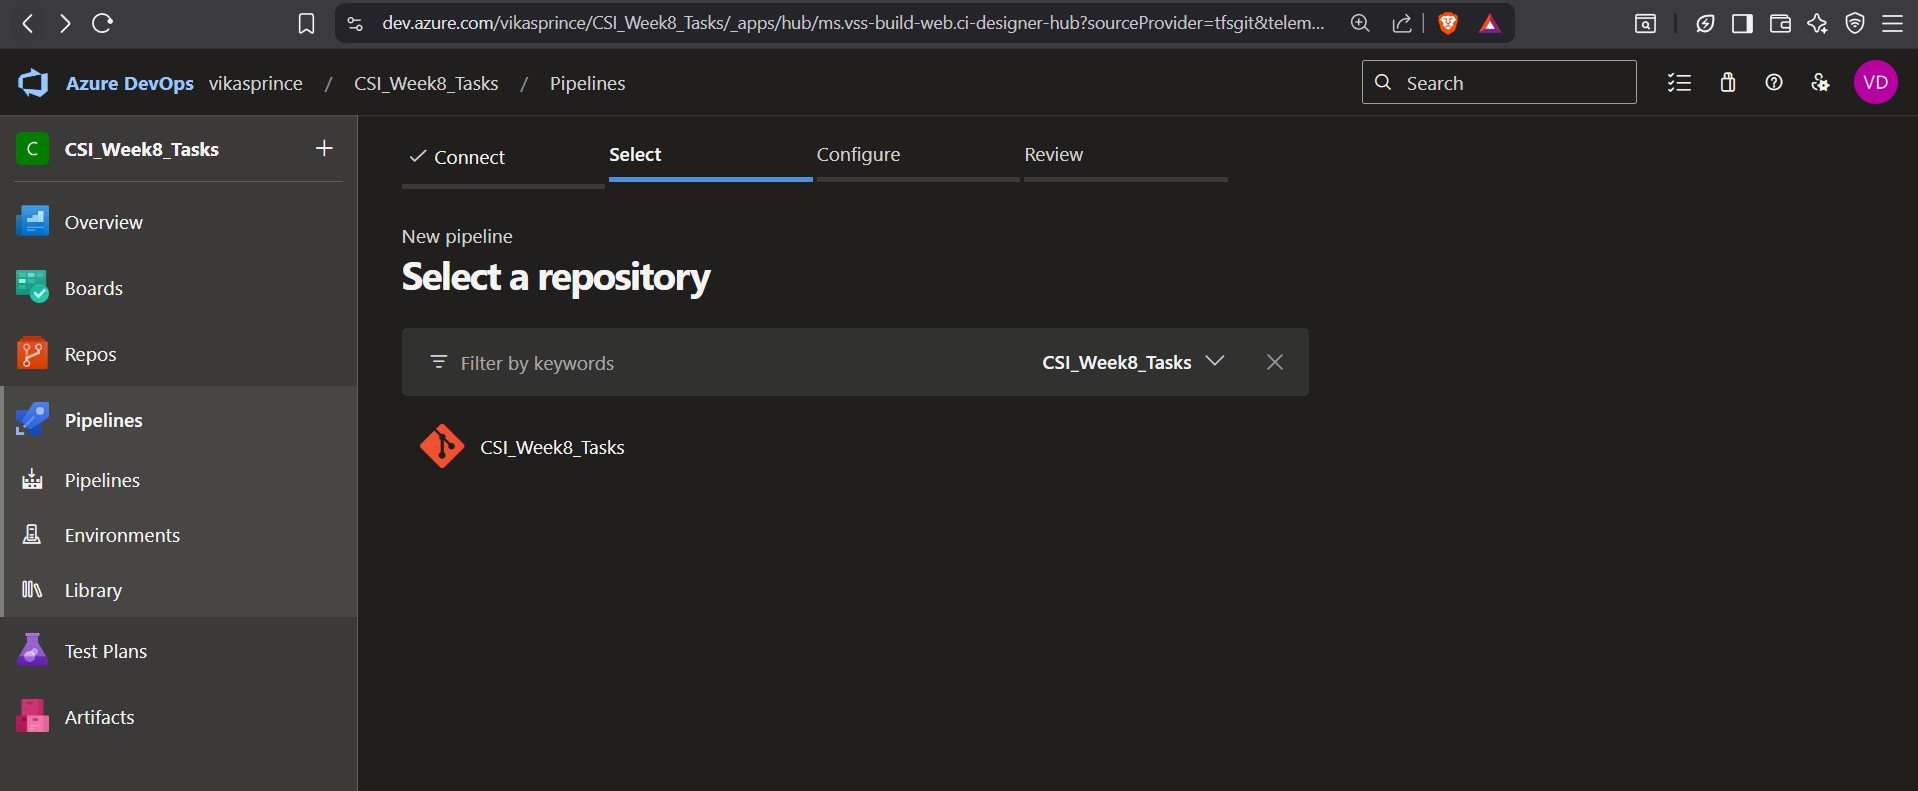 dev.azure.com/vikasprince/CSI_Week8_Tasks/_apps/hub/ms.vss-build-web.ci-designer-hub?sourceProvider=tfsgit&telem...
Azure DevOps vikasprince / CSI_Week8_Tasks / Pipelines
Search
VD
C CSI_Week8_Tasks
Overview
Boards
Repos
Pipelines
Pipelines
Environments
Library
Test Plans
Artifacts
Connect Select Configure Review
New pipeline
Select a repository
Filter by keywords CSI_Week8_Tasks
CSI_Week8_Tasks